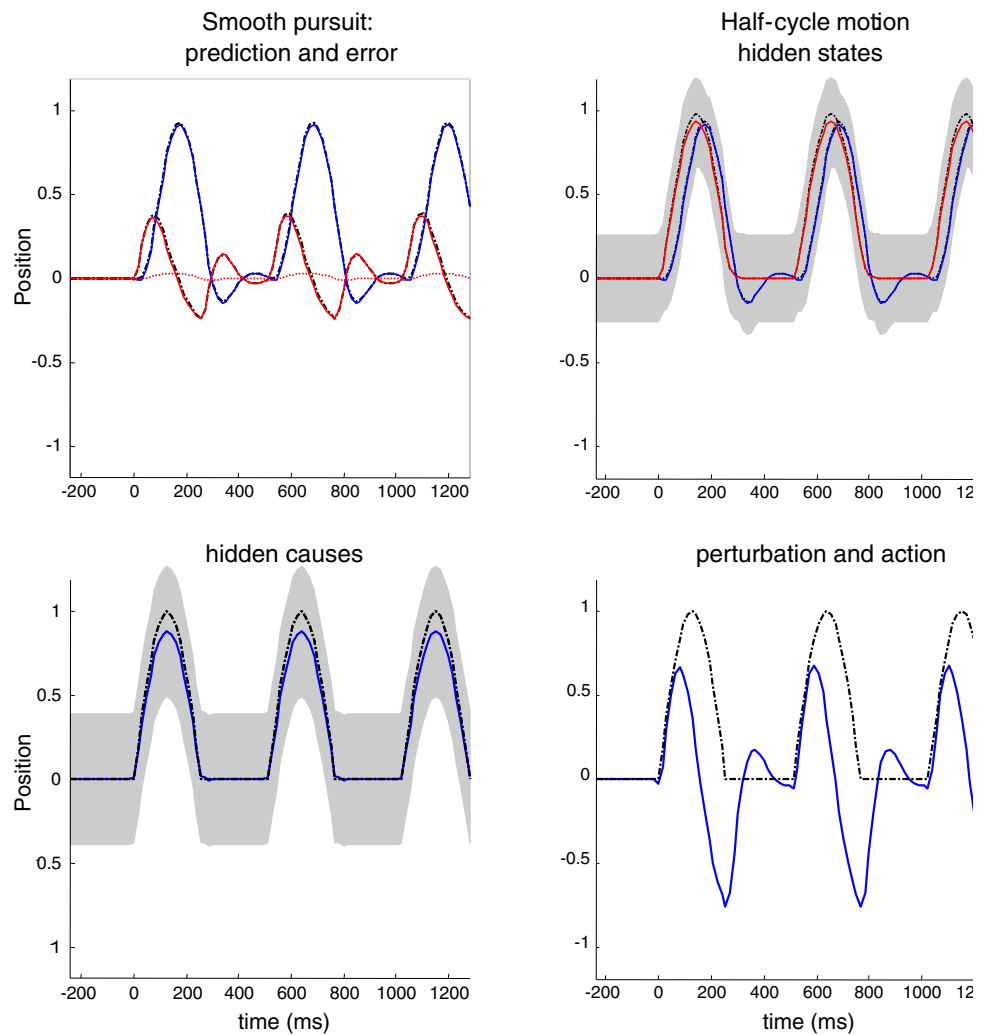 Smooth pursuit:
prediction and error
Half-cycle motion
hidden states
1
0.5
0
-0.5
-1
Position
-200 0 200 400 600 800 1000 1200
1
0.5
0
-0.5
-1
-200 0 200 400 600 800 1000 120
hidden causes
perturbation and action
1
0.5
0
0.5
1
Position
-200 0 200 400 600 800 1000 1200
time (ms)
1
0.5
0
-0.5
-1
-200 0 200 400 600 800 1000 120
time (ms)